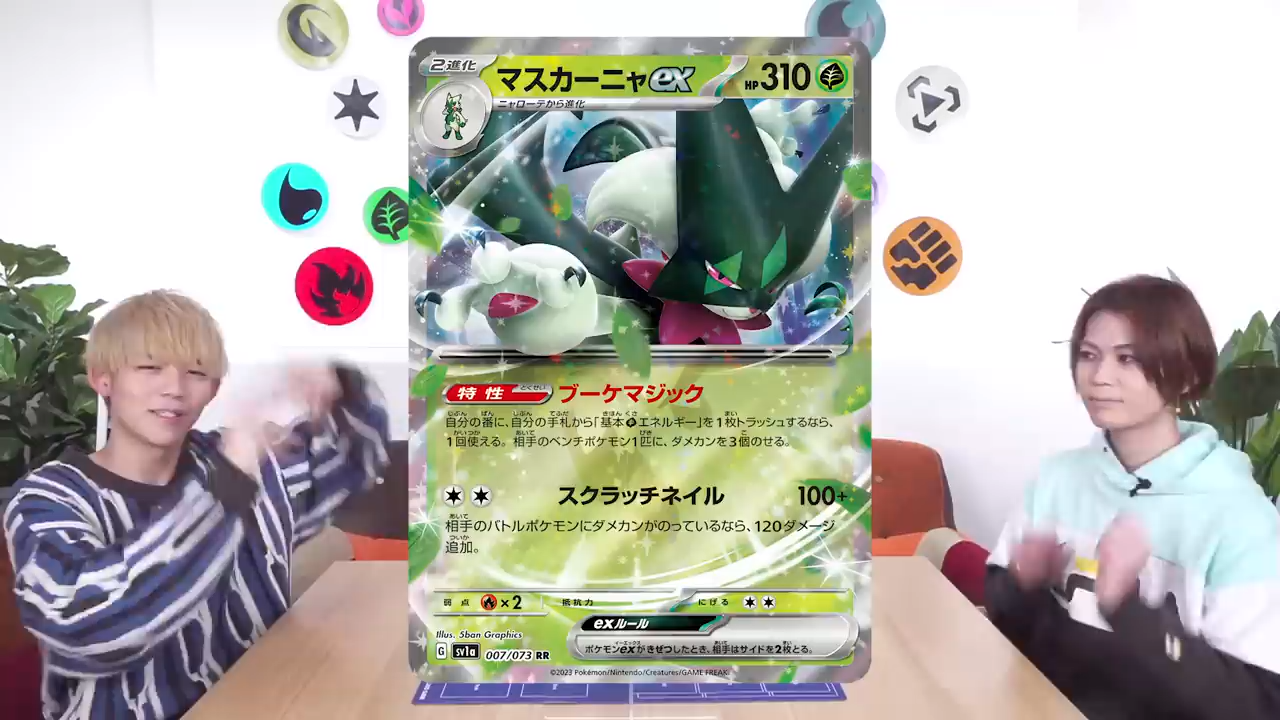 2進化
マスカーニャex
HP 310
ニャローテから進化
特性 とくせい ブーケマジック
自分の番に、自分の手札から「基本エネルギー」を1枚トラッシュするなら、
1回使える。相手のベンチポケモン1匹に、ダメカンを3個のせる。
スクラッチネイル 100+
相手のバトルポケモンにダメカンがのっているなら、120ダメージ
追加。
弱点 ×2 抵抗力 にげる
exルール
ポケモンexがきぜつしたとき、相手はサイドを2枚とる。
Illus. 5ban Graphics
G sv1a 007/073 RR
©2023 Pokémon/Nintendo/Creatures/GAME FREAK.